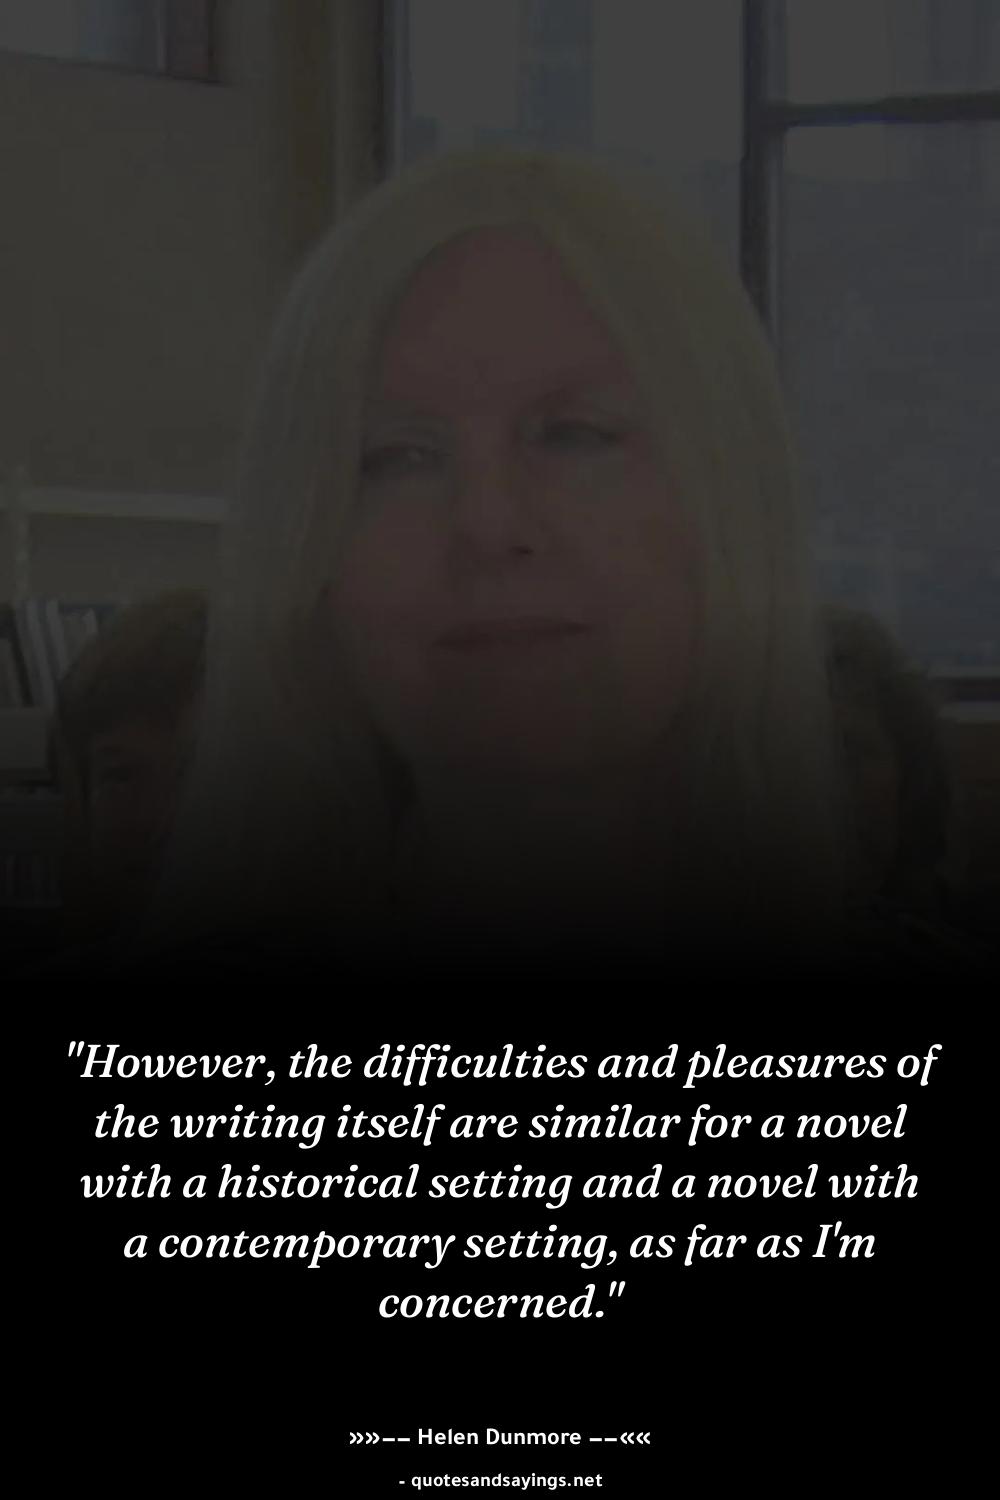 "However, the difficulties and pleasures of
the writing itself are similar for a novel
with a historical setting and a novel with
a contemporary setting, as far as I'm
concerned."
»»−− Helen Dunmore −−««
- quotesandsayings.net